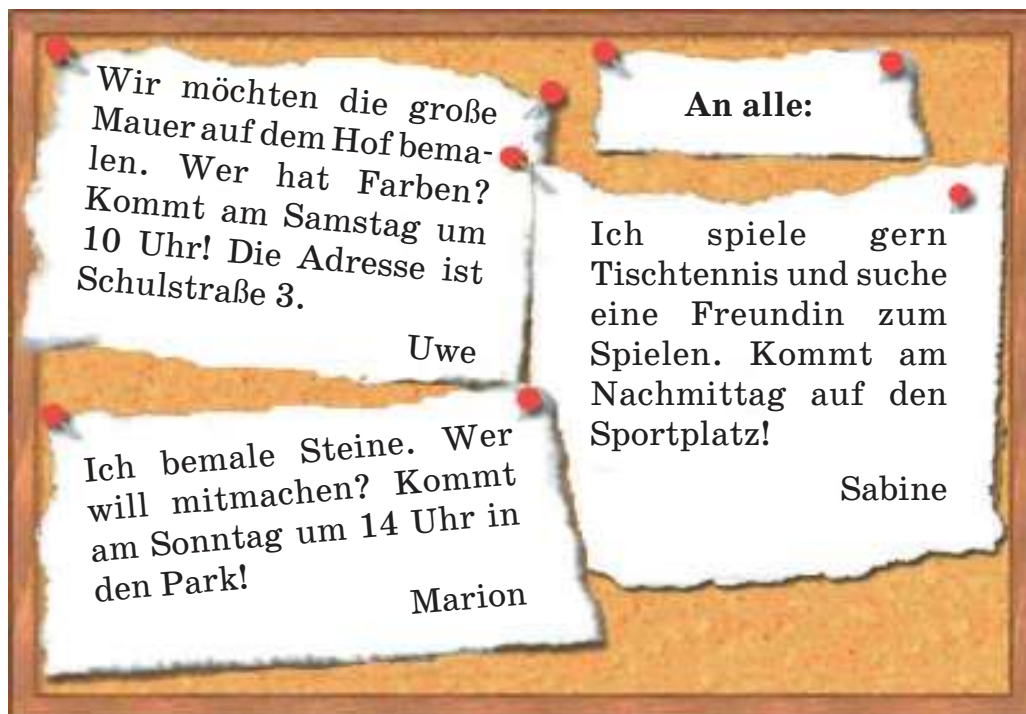 An alle:
Wir möchten die große
Mauer auf dem Hof bema-
len. Wer hat Farben?
Kommt am Samstag um
10 Uhr! Die Adresse ist
Schulstraße 3.
Uwe
Ich spiele gern
Tischtennis und suche
eine Freundin zum
Spielen. Kommt am
Nachmittag auf den
Sportplatz!
Sabine
Ich bemale Steine. Wer
will mitmachen? Kommt
am Sonntag um 14 Uhr in
den Park!
Marion